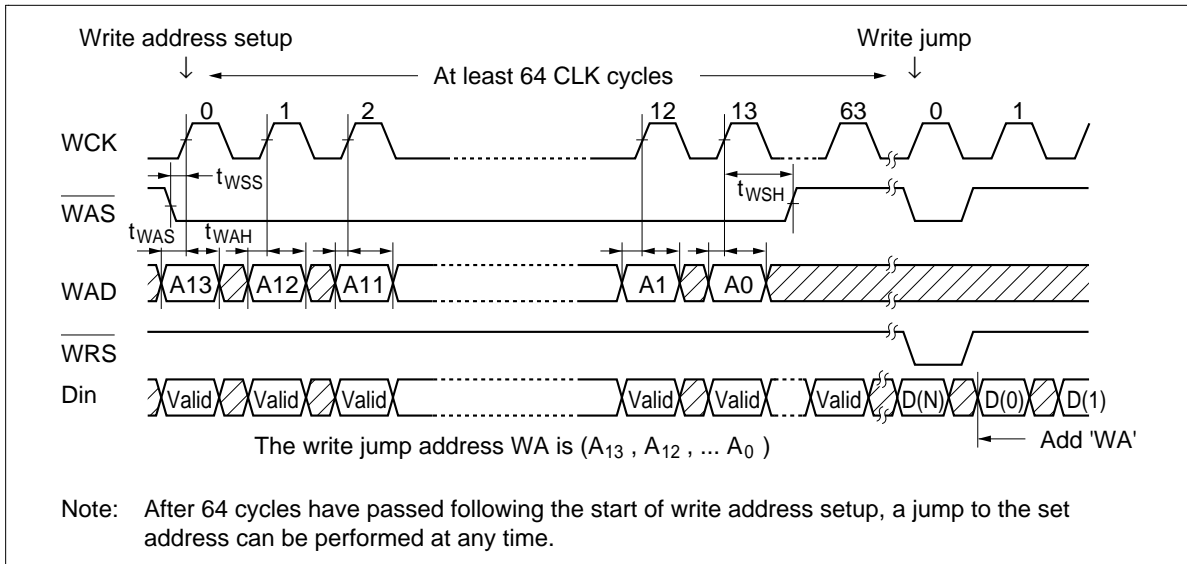 Write address setup
Write jump
At least 64 CLK cycles
0 1 2 12 13 63 0 1
WCK
tWSS
tWSH
WAS
tWAS tWAH
WAD A13 A12 A11 A1 A0
WRS
Din Valid Valid Valid Valid Valid Valid D(N) D(0) D(1)
The write jump address WA is (A13 , A12 , ... A0 )
Add 'WA'
Note: After 64 cycles have passed following the start of write address setup, a jump to the set
address can be performed at any time.